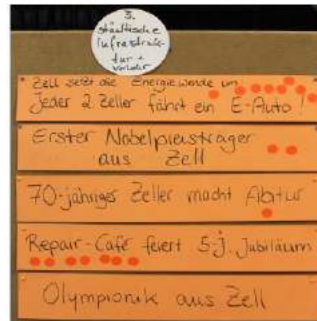 3.
städtische
Infrastruk-
tur +
Verkehr
Zell setzt die Energiewende um:
Jeder 2 Zeller fährt ein E-Auto!
Erster Nobelpreisträger
aus Zell
70-jähriger Zeller macht Abitur
Repair-Café feiert 5-j. Jubiläum
Olympionik aus Zell